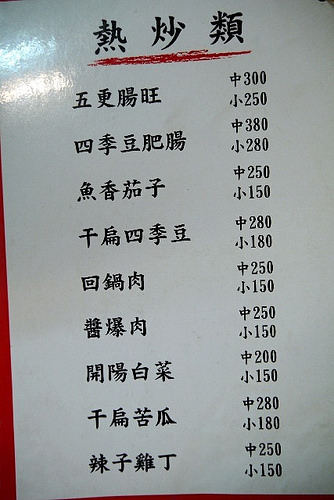 熱炒類
五更腸旺 中300
小250
四季豆肥腸 中380
小280
魚香茄子 中250
小150
干扁四季豆 中280
小180
回鍋肉 中250
小150
醬爆肉 中250
小150
開陽白菜 中200
小150
干扁苦瓜 中280
小180
辣子雞丁 中250
小150